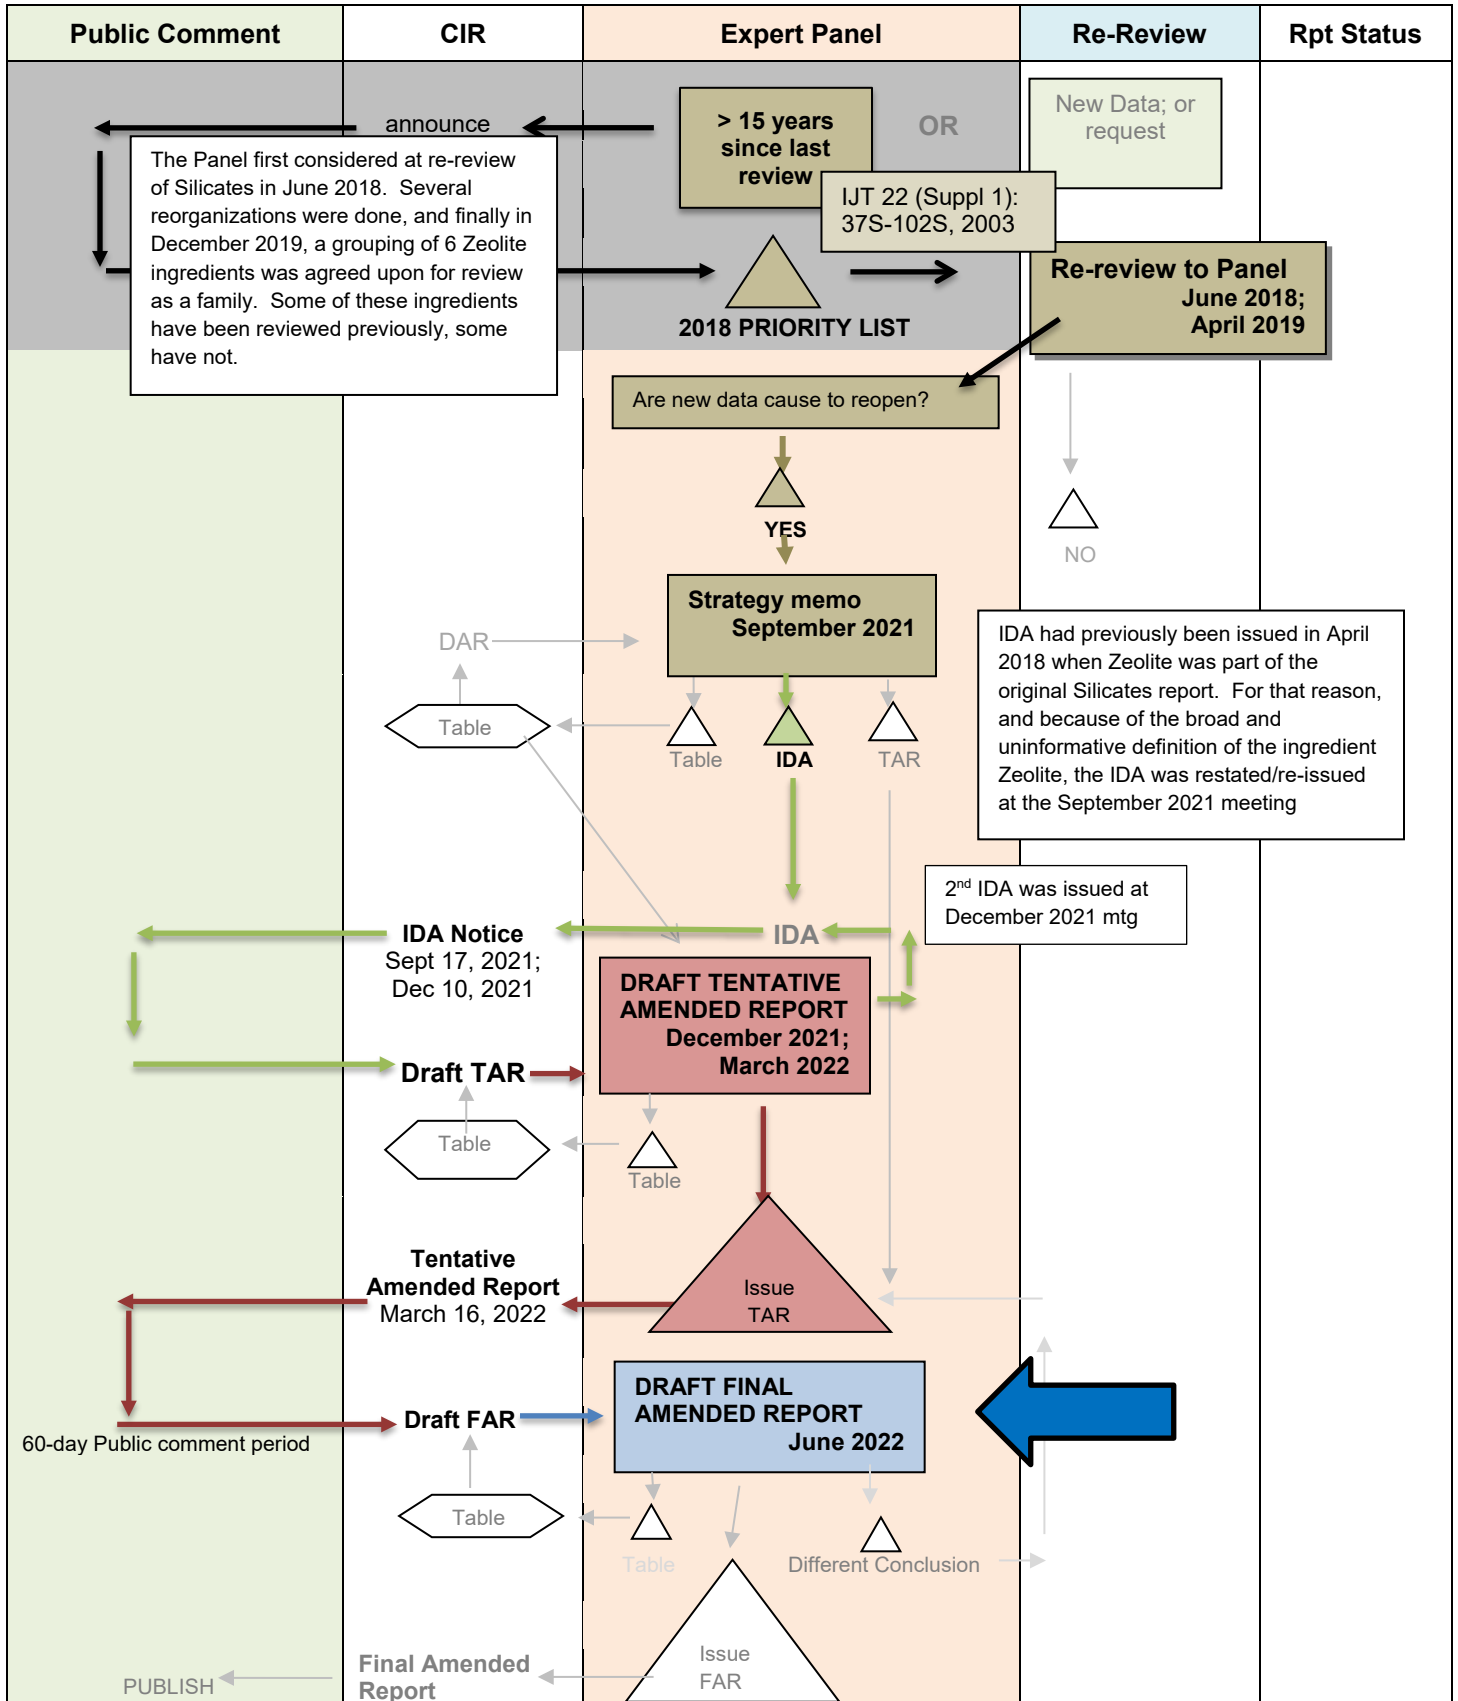 Public Comment
CIR
Expert Panel
Re-Review
Rpt Status
announce
> 15 years
since last
review
OR
New Data; or
request
IJT 22 (Suppl 1):
37S-102S, 2003
The Panel first considered at re-review
of Silicates in June 2018.  Several
reorganizations were done, and finally in
December 2019, a grouping of 6 Zeolite
ingredients was agreed upon for review
as a family.  Some of these ingredients
have been reviewed previously, some
have not.
2018 PRIORITY LIST
Re-review to Panel
June 2018;
April 2019
Are new data cause to reopen?
YES
NO
Strategy memo
September 2021
DAR
Table
Table
IDA
TAR
IDA had previously been issued in April
2018 when Zeolite was part of the
original Silicates report.  For that reason,
and because of the broad and
uninformative definition of the ingredient
Zeolite, the IDA was restated/re-issued
at the September 2021 meeting
2nd IDA was issued at
December 2021 mtg
IDA
IDA Notice
Sept 17, 2021;
Dec 10, 2021
DRAFT TENTATIVE
AMENDED REPORT
December 2021;
March 2022
Draft TAR
Table
Table
Tentative
Amended Report
March 16, 2022
Issue
TAR
DRAFT FINAL
AMENDED REPORT
June 2022
Draft FAR
60-day Public comment period
Table
Table
Different Conclusion
Issue
FAR
Final Amended
Report
PUBLISH